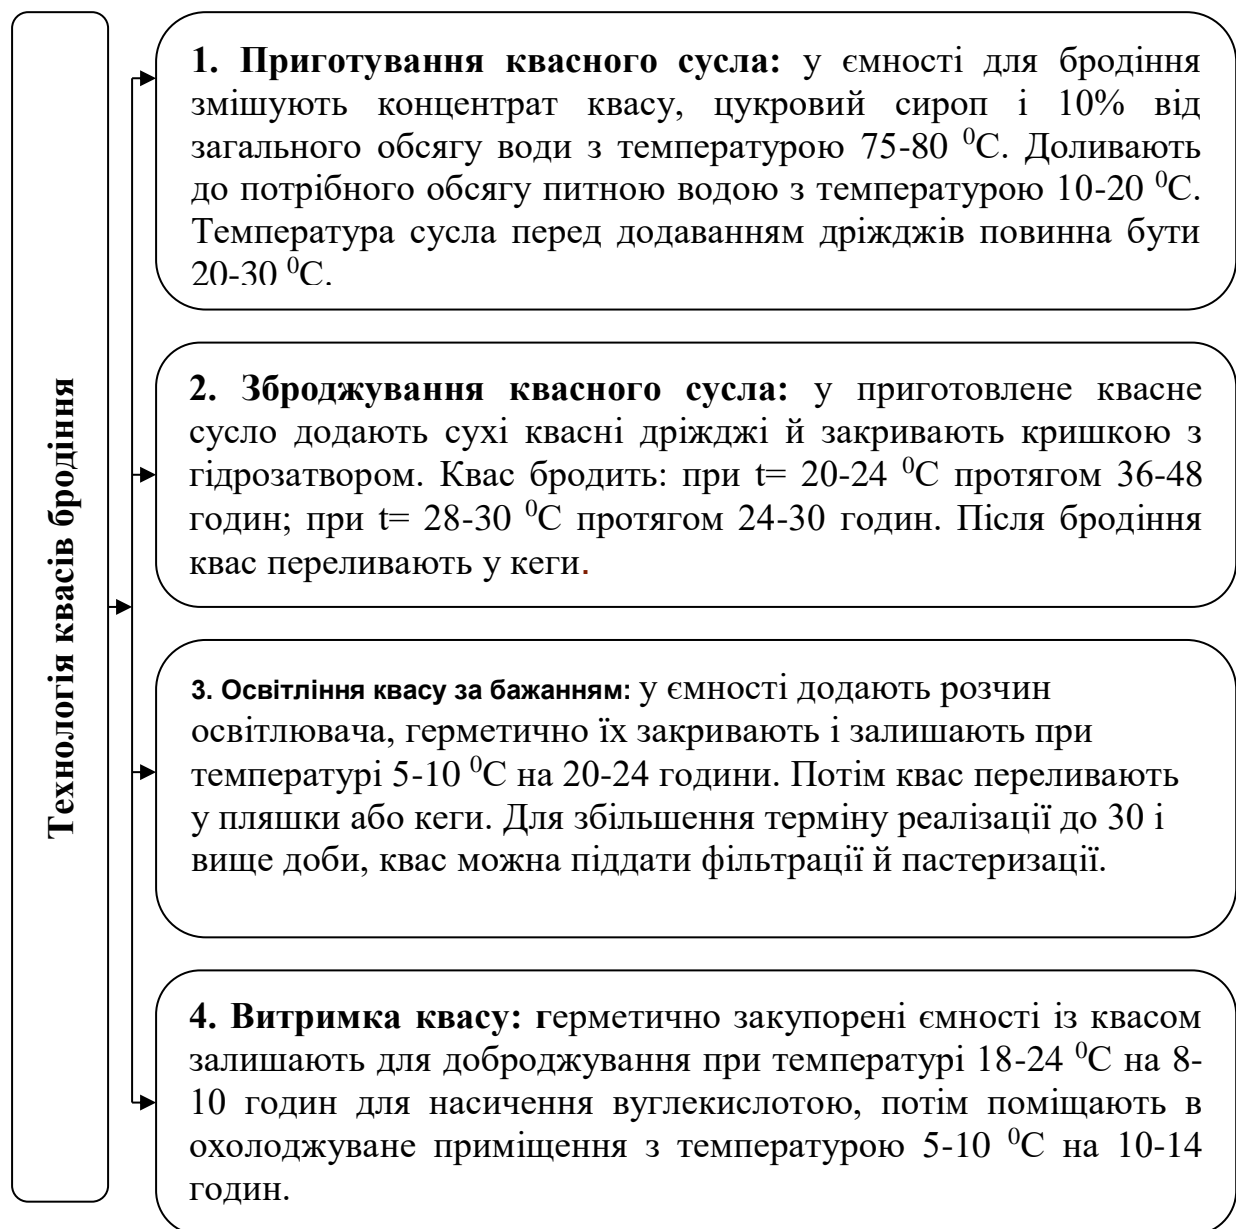 Технологія квасів бродіння
1. Приготування квасного сусла: у ємності для бродіння
змішують концентрат квасу, цукровий сироп і 10% від
загального обсягу води з температурою 75-80 ⁰С. Доливають
до потрібного обсягу питною водою з температурою 10-20 ⁰С.
Температура сусла перед додаванням дріжджів повинна бути
20-30 ⁰С.
2. Зброджування квасного сусла: у приготовлене квасне
сусло додають сухі квасні дріжджі й закривають кришкою з
гідрозатвором. Квас бродить: при t= 20-24 ⁰С протягом 36-48
годин; при t= 28-30 ⁰С протягом 24-30 годин. Після бродіння
квас переливають у кеги.
3. Освітління квасу за бажанням: у ємності додають розчин
освітлювача, герметично їх закривають і залишають при
температурі 5-10 ⁰С на 20-24 години. Потім квас переливають
у пляшки або кеги. Для збільшення терміну реалізації до 30 і
вище доби, квас можна піддати фільтрації й пастеризації.
4. Витримка квасу: герметично закупорені ємності із квасом
залишають для доброджування при температурі 18-24 ⁰С на 8-
10 годин для насичення вуглекислотою, потім поміщають в
охолоджуване приміщення з температурою 5-10 ⁰С на 10-14
годин.